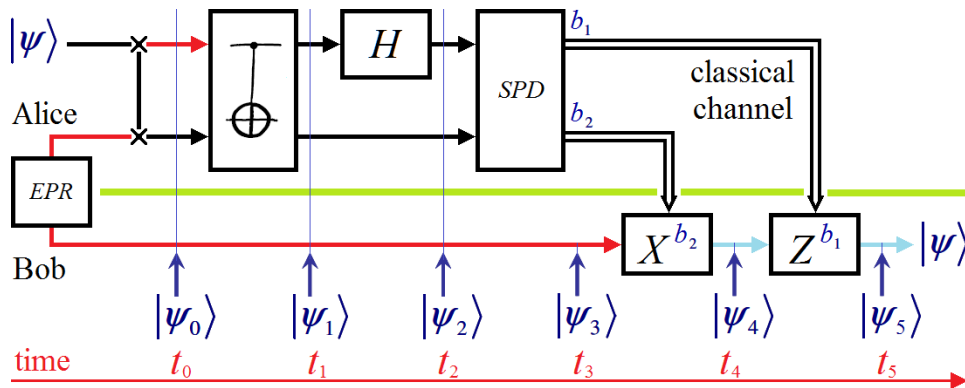 |ψ⟩
Alice
EPR
Bob
H
SPD
b₁
b₂
classical
channel
X^b₂
Z^b₁
|ψ⟩
|ψ₀⟩ |ψ₁⟩ |ψ₂⟩ |ψ₃⟩ |ψ₄⟩ |ψ₅⟩
time t₀ t₁ t₂ t₃ t₄ t₅